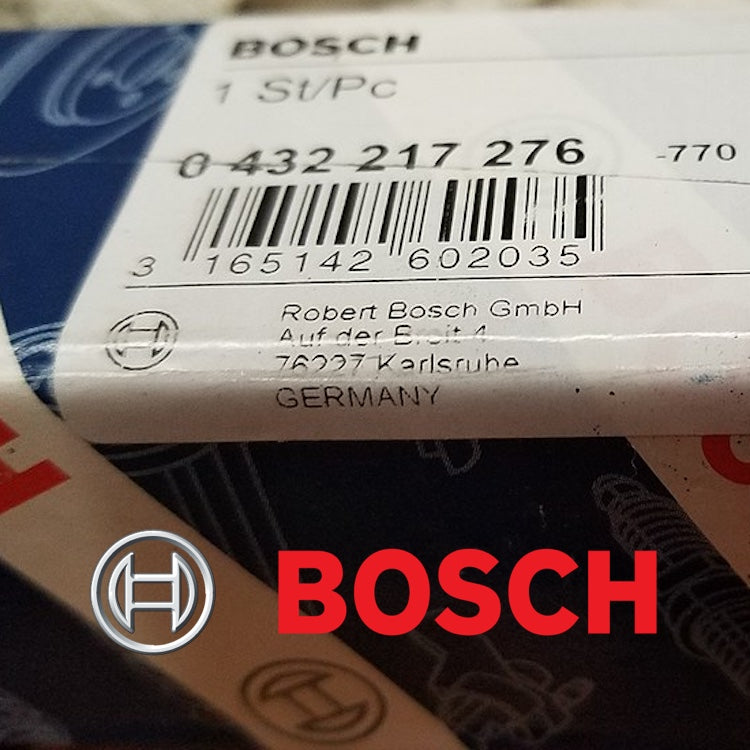 BOSCH
1 St/Pc
0 432 217 276 -770
3 165142 602035
Robert Bosch GmbH
Auf der Breit 4
76227 Karlsruhe
GERMANY
BOSCH